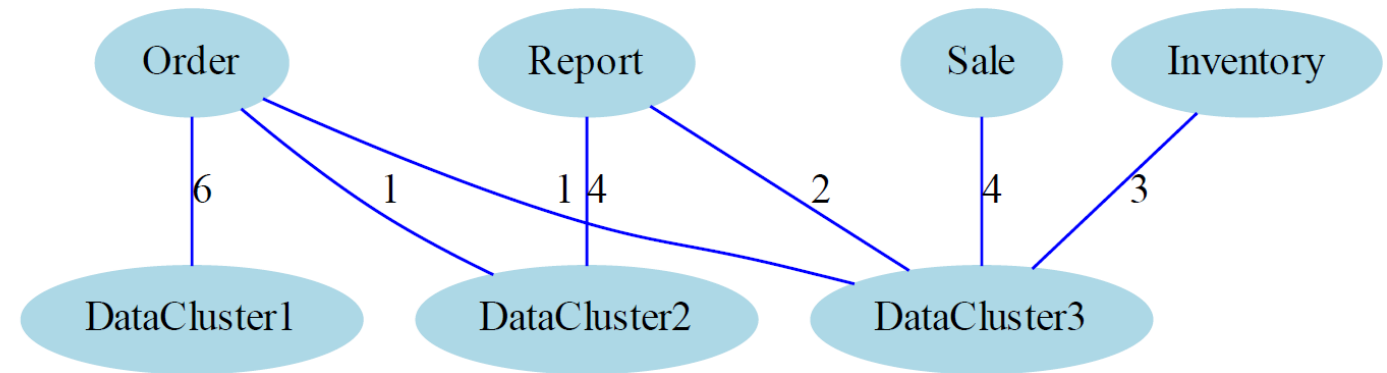 Order Report Sale Inventory
6 1 1 4 2 4 3
DataCluster1 DataCluster2 DataCluster3